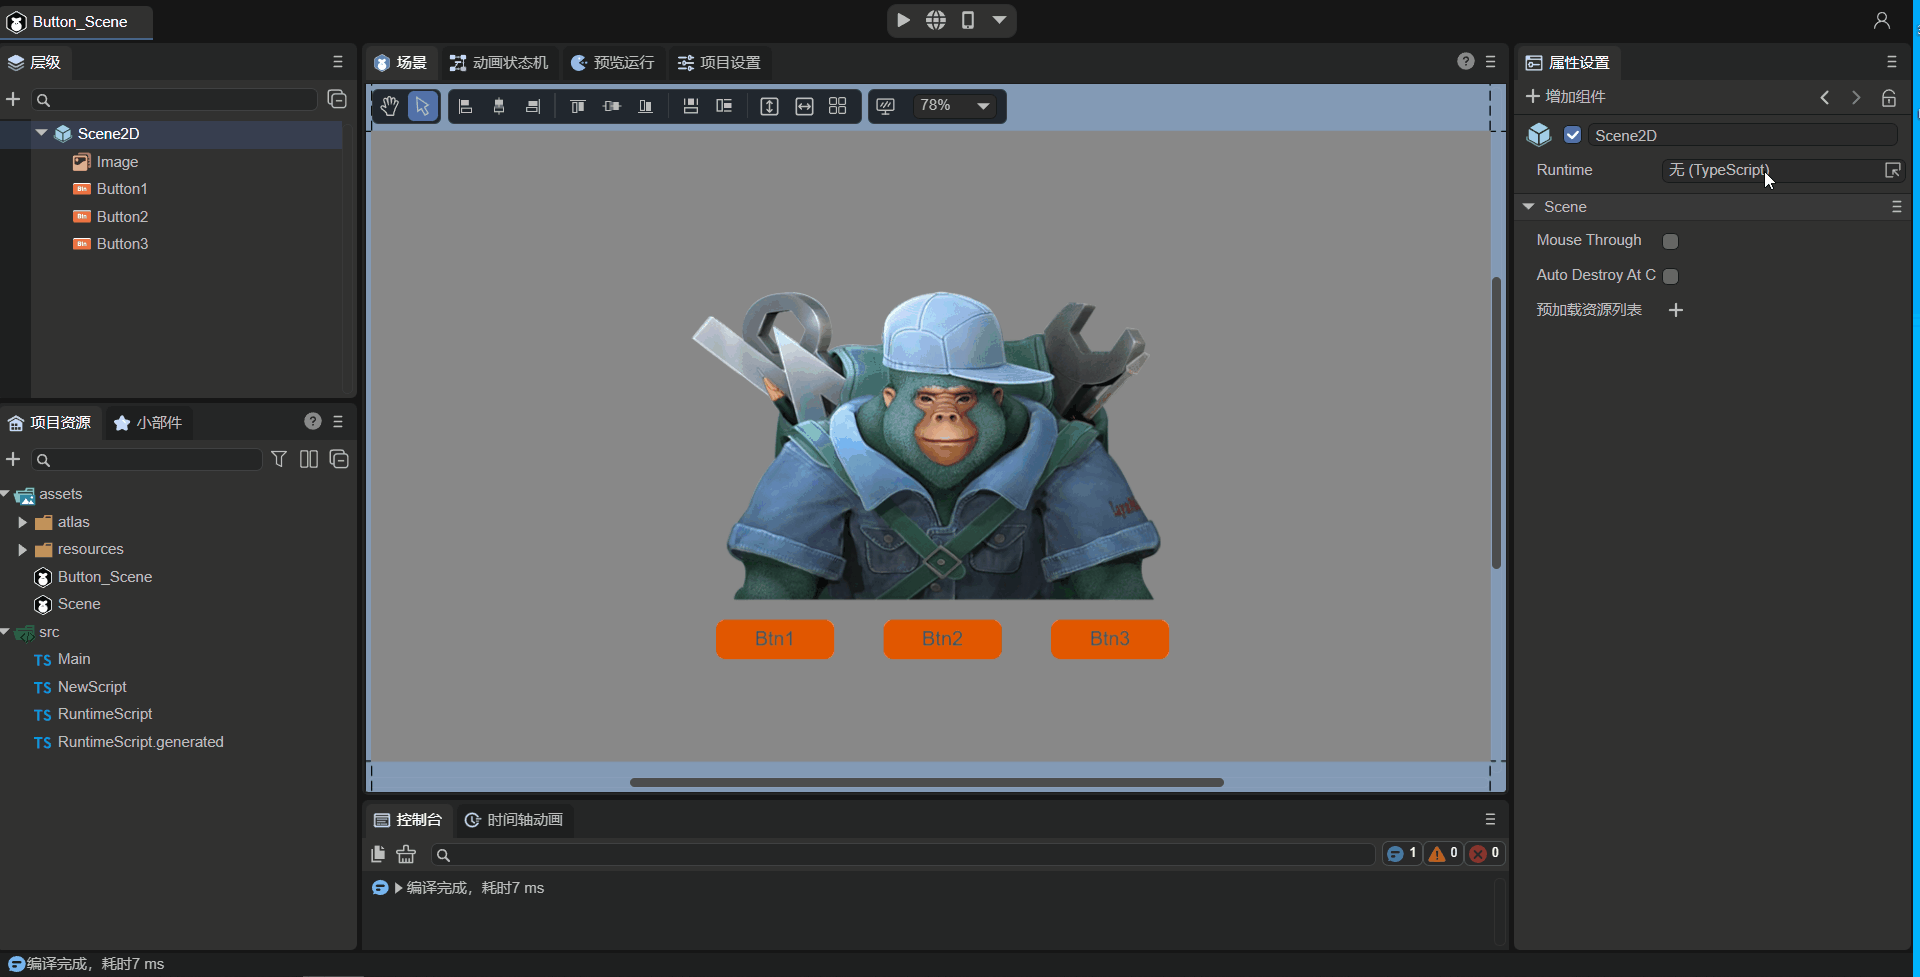 Button_Scene
层级
Scene2D
Image
Button1
Button2
Button3
项目资源
小部件
assets
atlas
resources
Button_Scene
Scene
src
TS Main
TS NewScript
TS RuntimeScript
TS RuntimeScript.generated
编译完成，耗时7 ms
场景
动画状态机
预览运行
项目设置
78%
Btn1
Btn2
Btn3
控制台
时间轴动画
1
0
0
编译完成，耗时7 ms
属性设置
增加组件
Scene2D
Runtime
无 (TypeScript)
Scene
Mouse Through
Auto Destroy At C
预加载资源列表